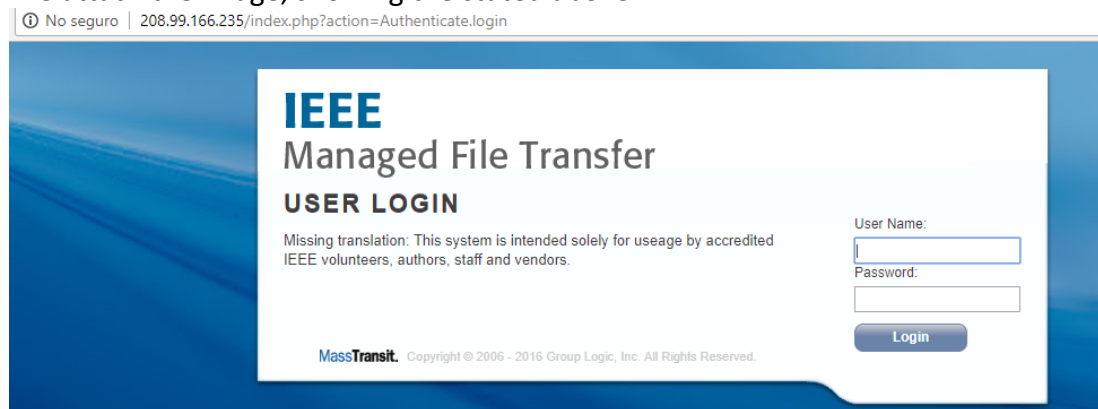 No seguro | 208.99.166.235/index.php?action=Authenticate.login
IEEE
Managed File Transfer
USER LOGIN
Missing translation: This system is intended solely for useage by accredited
IEEE volunteers, authors, staff and vendors.
User Name:
Password:
Login
MassTransit. Copyright © 2006 - 2016 Group Logic, Inc. All Rights Reserved.